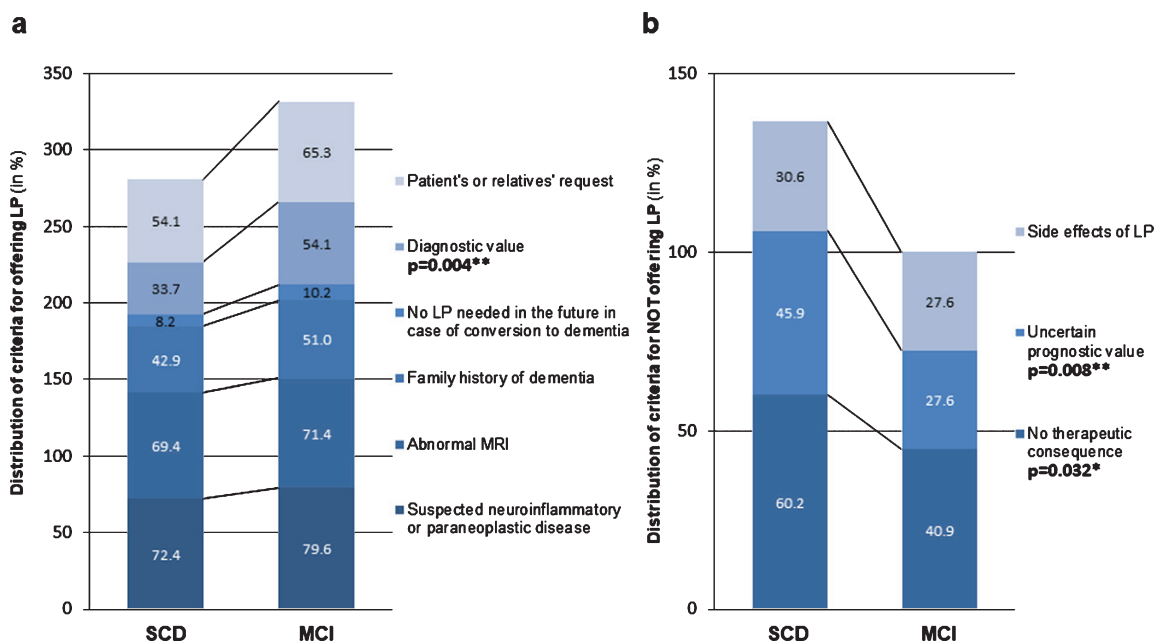 a
Distribution of criteria for offering LP (in %)
350
300
250
200
150
100
50
0
54.1
33.7
8.2
42.9
69.4
72.4
65.3
54.1
10.2
51.0
71.4
79.6
SCD
MCI
Patient's or relatives' request
Diagnostic value
p=0.004**
No LP needed in the future in
case of conversion to dementia
Family history of dementia
Abnormal MRI
Suspected neuroinflammatory
or paraneoplastic disease
b
Distribution of criteria for NOT offering LP (in %)
150
100
50
0
30.6
45.9
60.2
27.6
27.6
40.9
SCD
MCI
Side effects of LP
Uncertain
prognostic value
p=0.008**
No therapeutic
consequence
p=0.032*